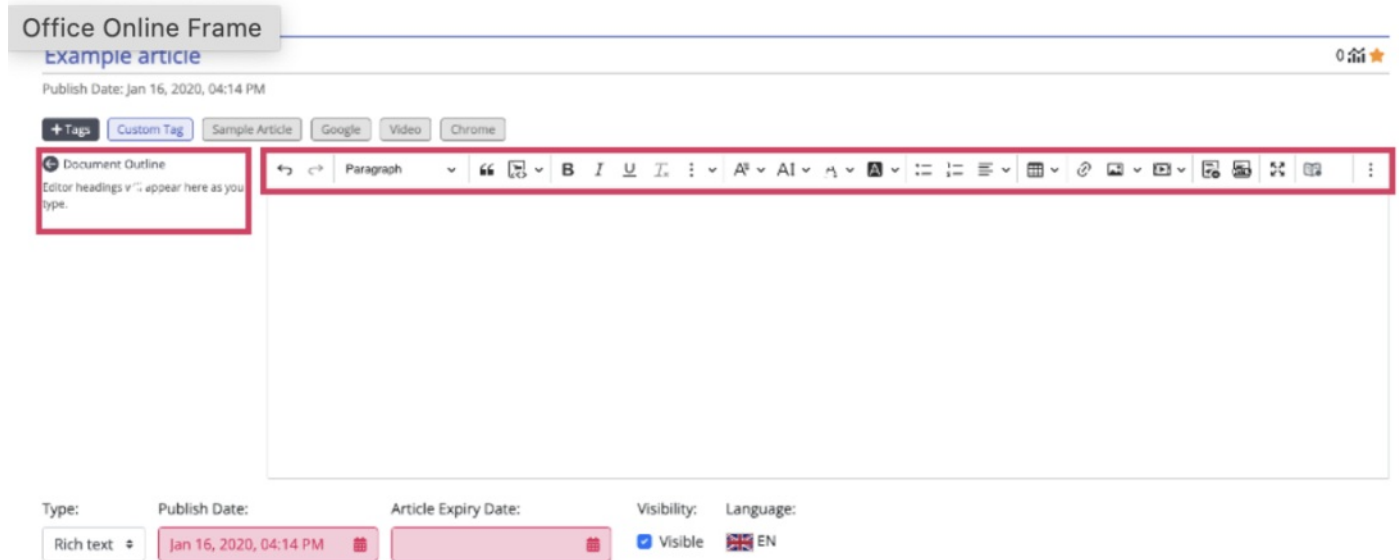 Office Online Frame
Example article
0
Publish Date: Jan 16, 2020, 04:14 PM
+ Tags Custom Tag Sample Article Google Video Chrome
Document Outline
Editor headings appear here as you
type.
Paragraph B I U
Type: Publish Date: Article Expiry Date: Visibility: Language:
Rich text Jan 16, 2020, 04:14 PM Visible EN